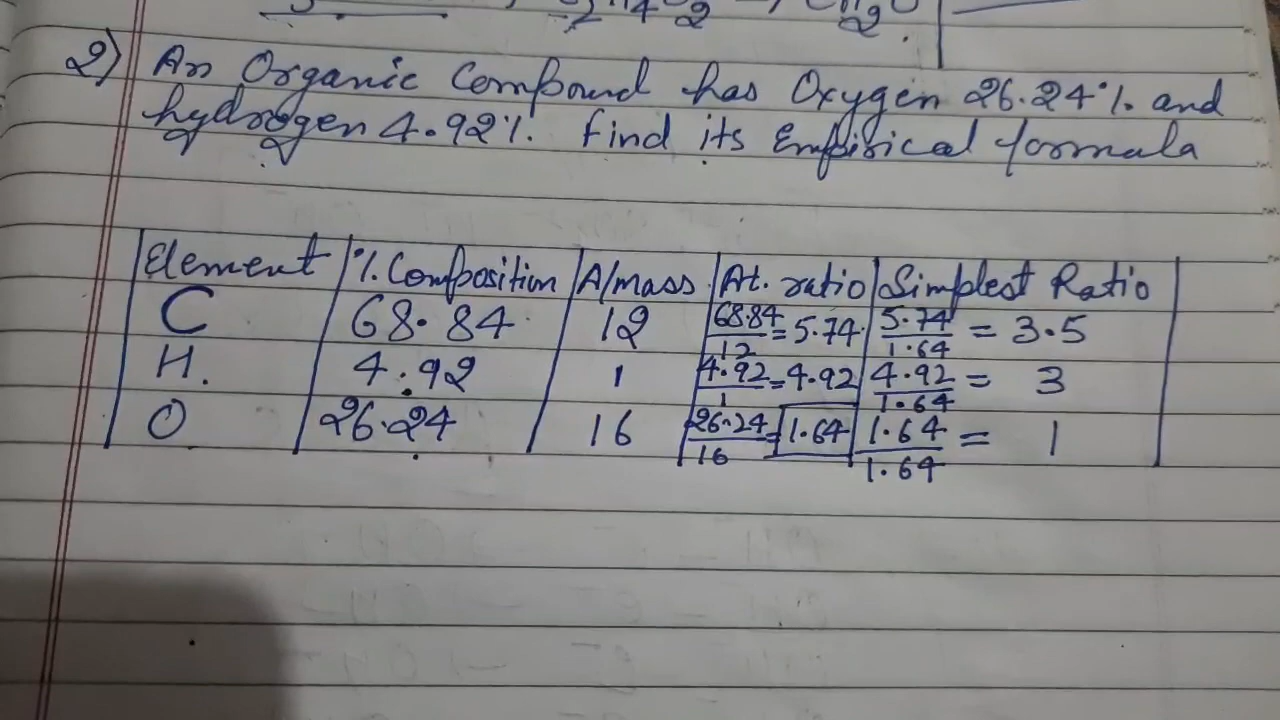 2) An Organic Compound has Oxygen 26.24% and
hydrogen 4.92%. find its Empirical formula
Element %. Composition A/mass At. ratio Simplest Ratio
C 68.84 12 68.84/12 = 5.74 5.74/1.64 = 3.5
H. 4.92 1 4.92/1 = 4.92 4.92/1.64 = 3
O 26.24 16 26.24/16 = 1.64 1.64/1.64 = 1